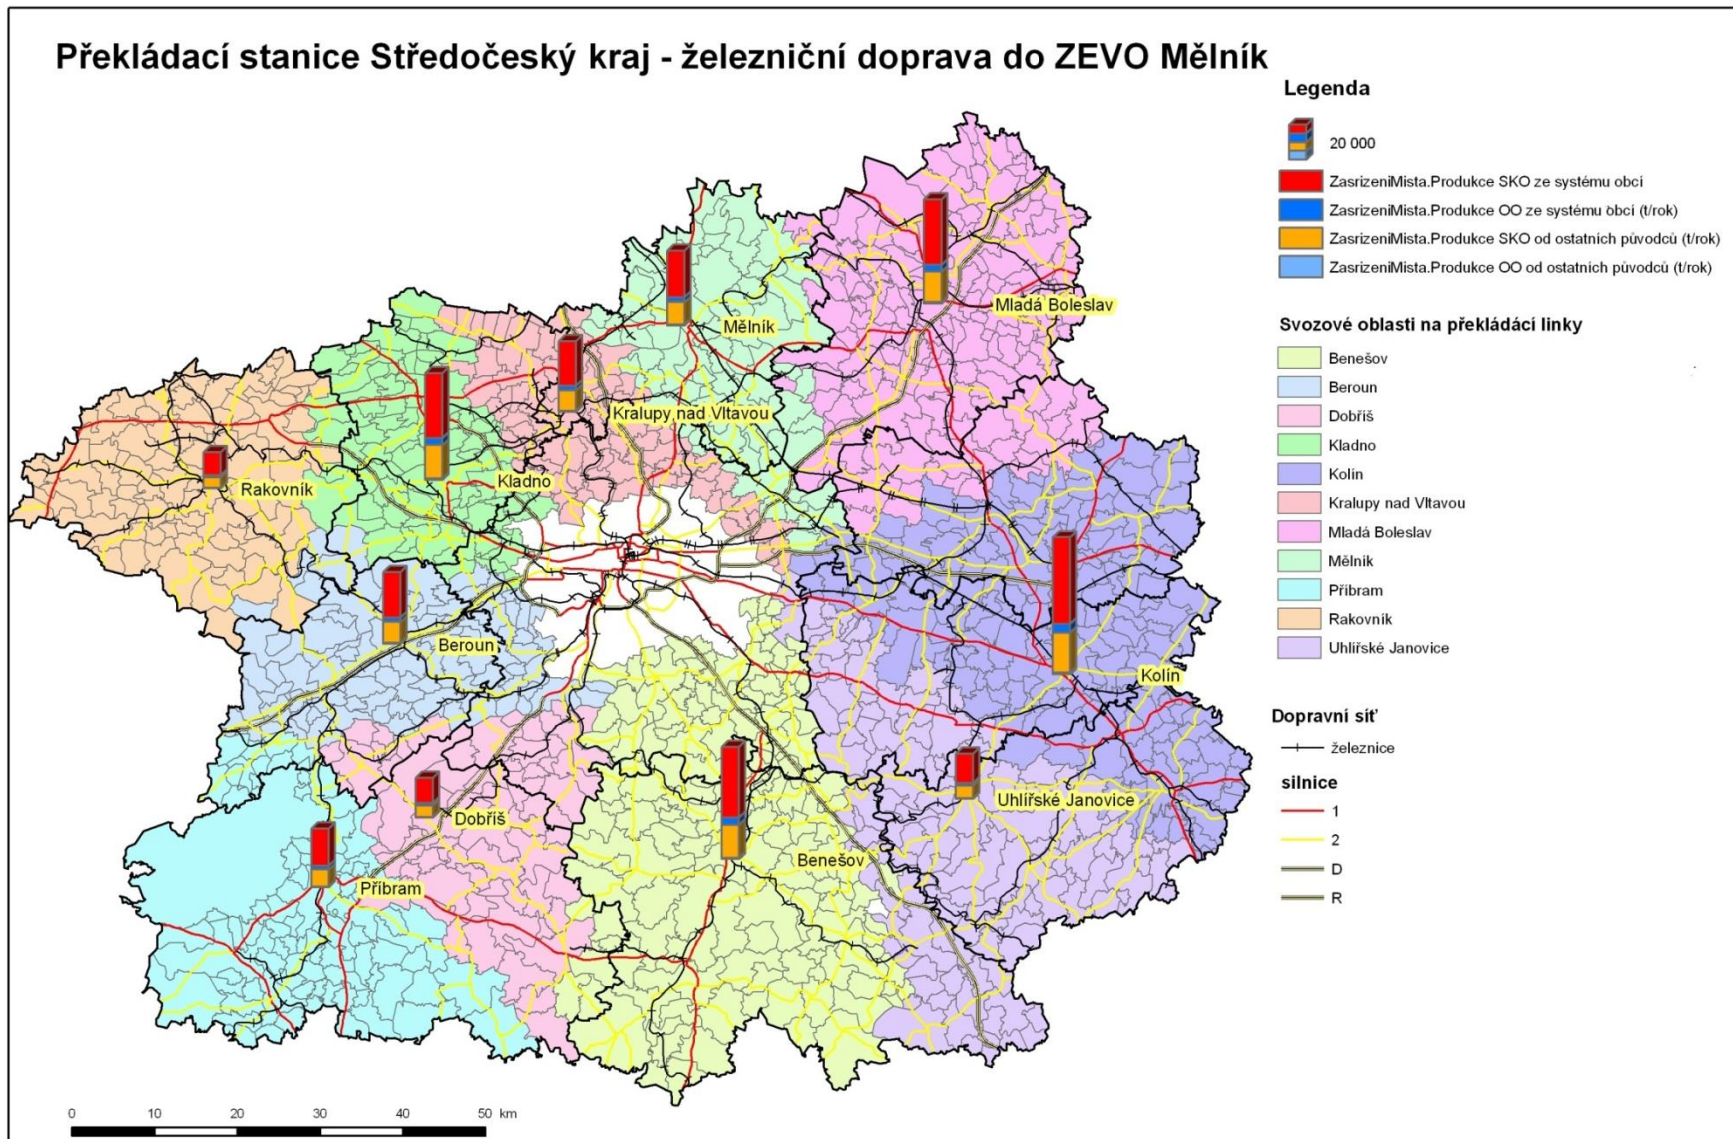 Překládací stanice Středočeský kraj - železniční doprava do ZEVO Mělník
Legenda
20 000
ZasrizeniMista.Produkce SKO ze systému obcí
ZasrizeniMista.Produkce OO ze systému obcí (t/rok)
ZasrizeniMista.Produkce SKO od ostatních původců (t/rok)
ZasrizeniMista.Produkce OO od ostatních původců (t/rok)
Svozové oblasti na překládácí linky
Benešov
Beroun
Dobříš
Kladno
Kolín
Kralupy nad Vltavou
Mladá Boleslav
Mělník
Příbram
Rakovník
Uhlířské Janovice
Dopravní síť
železnice
silnice
1
2
D
R
Mladá Boleslav
Mělník
Kralupy nad Vltavou
Kladno
Rakovník
Beroun
Kolín
Uhlířské Janovice
Dobříš
Benešov
Příbram
0 10 20 30 40 50 km